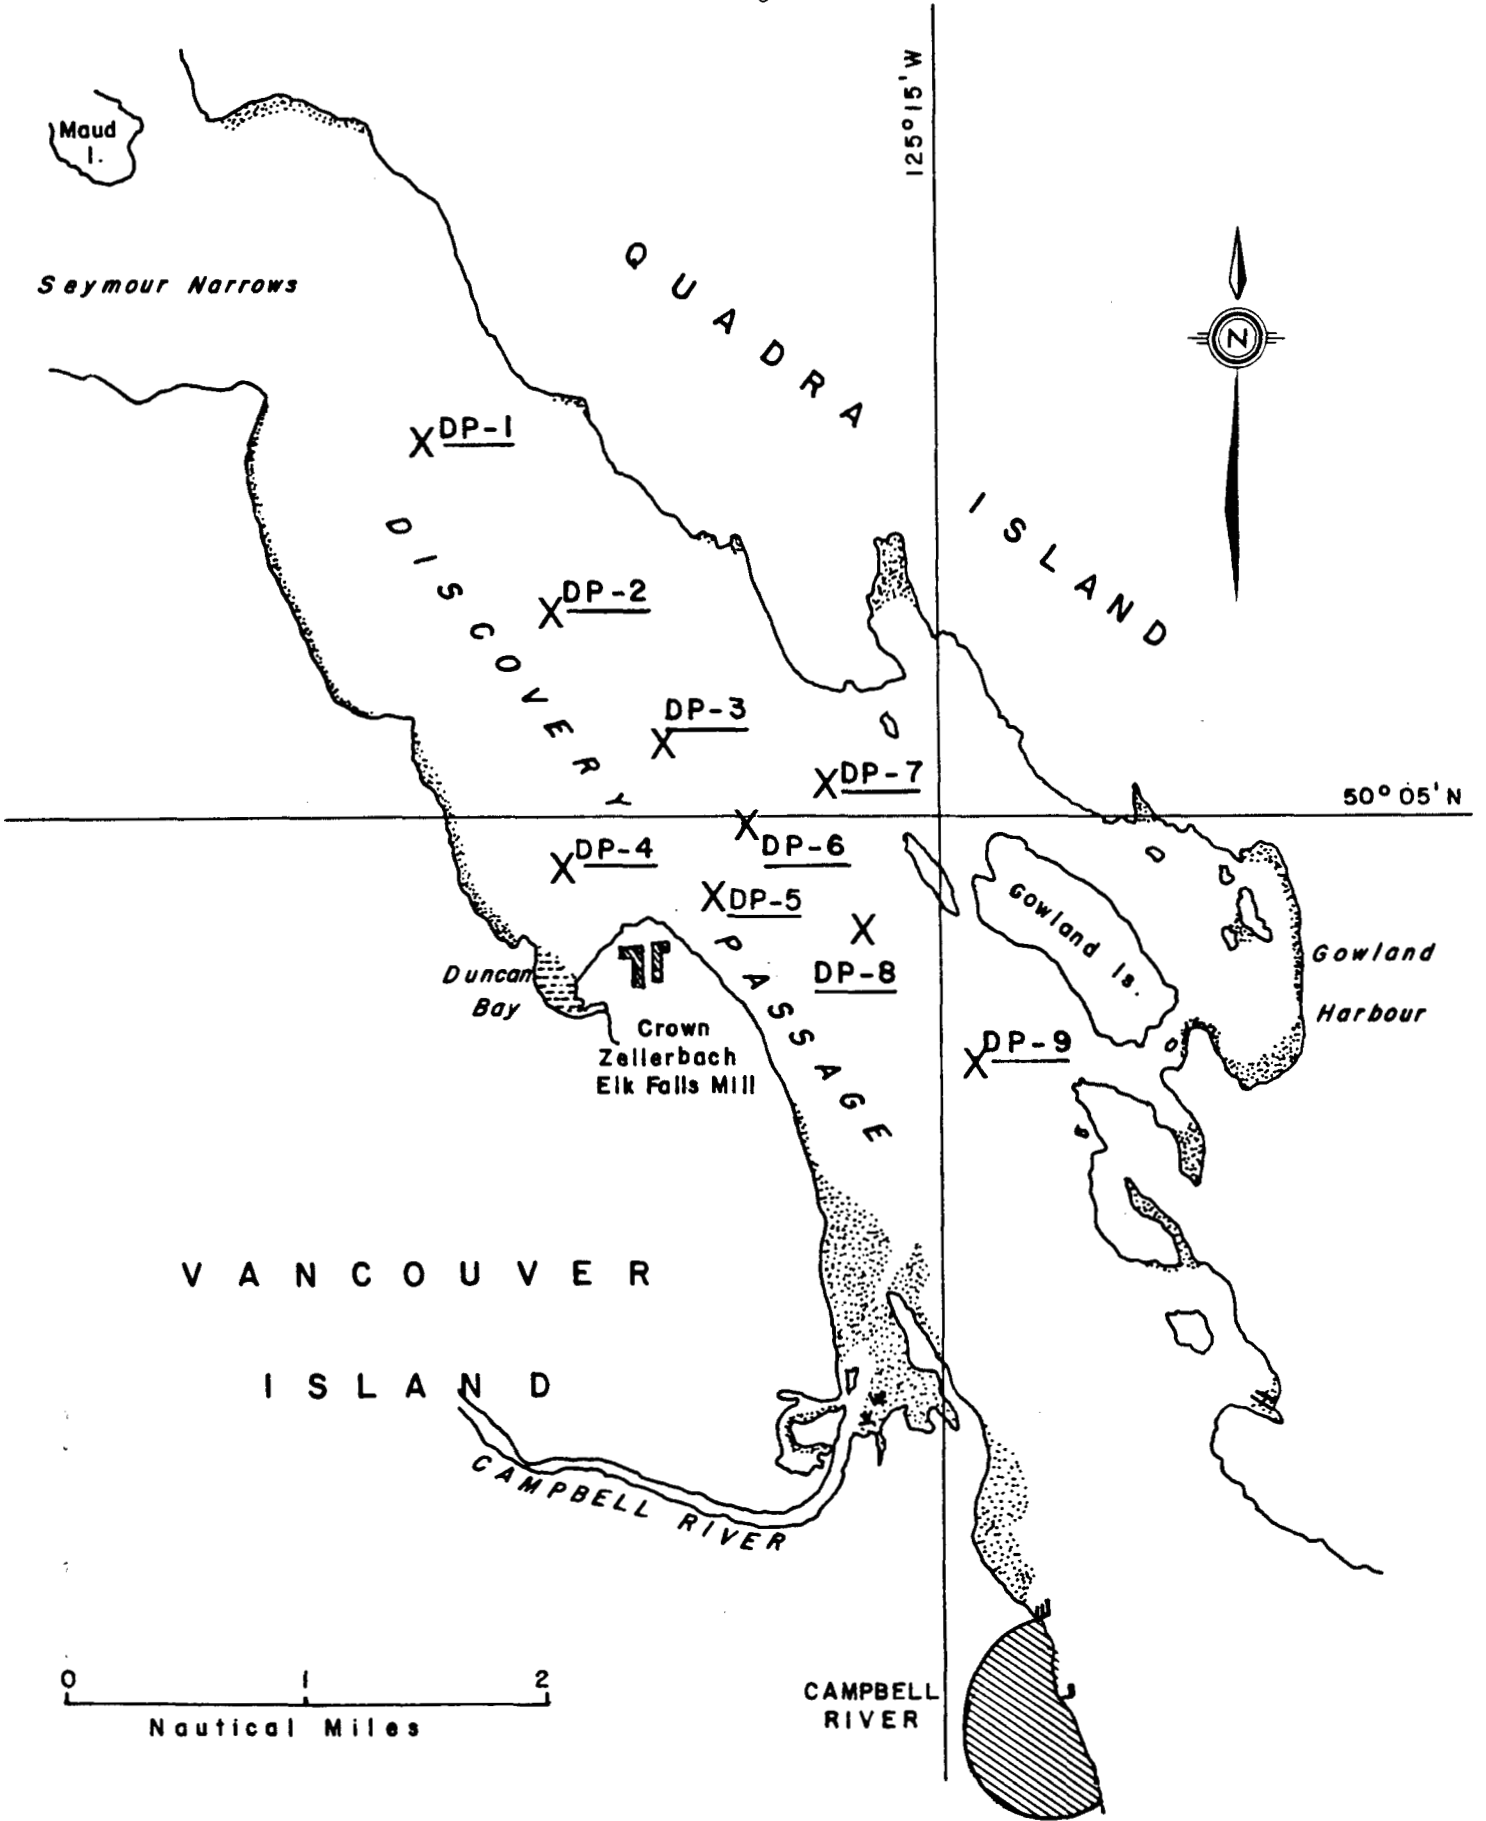 125°15'W
Maud
I.
Seymour Narrows
QUADRA
ISLAND
N
DP-1
DISCOVERY
PASSAGE
DP-2
DP-3
DP-7
50°05'N
DP-6
DP-4
DP-5
DP-8
Gowland Is.
Gowland
Harbour
Duncan
Bay
Crown
Zellerbach
Elk Falls Mill
DP-9
VANCOUVER
ISLAND
CAMPBELL RIVER
0 1 2
Nautical Miles
CAMPBELL
RIVER